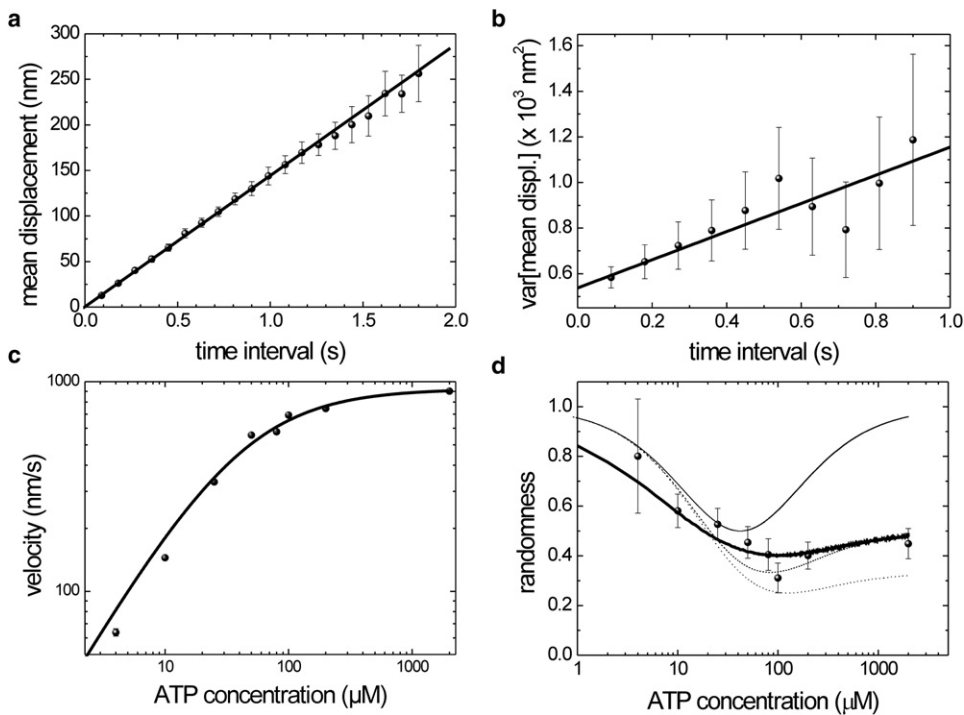 a
300
250
200
150
100
50
0
mean displacement (nm)
0.0 0.5 1.0 1.5 2.0
time interval (s)
b
1.6
1.4
1.2
1.0
0.8
0.6
0.4
var[mean displ.] (x 10³ nm²)
0.0 0.2 0.4 0.6 0.8 1.0
time interval (s)
c
1000
100
velocity (nm/s)
10 100 1000
ATP concentration (µM)
d
1.0
0.8
0.6
0.4
0.2
0.0
randomness
1 10 100 1000
ATP concentration (µM)